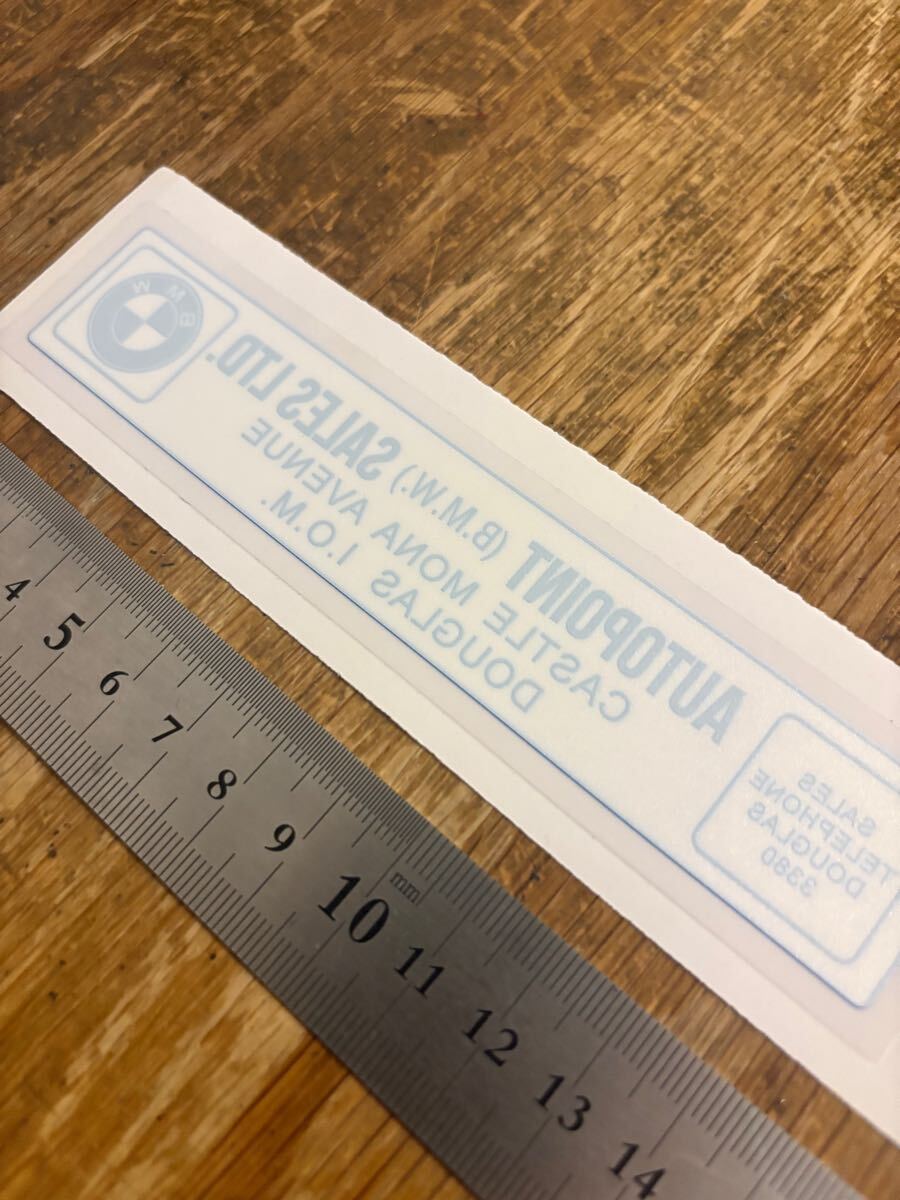 BMW
AUTOPOINT (B.M.W.) SALES LTD.
CASTLE MONA AVENUE
DOUGLAS I.O.M.
SALES
TELEPHONE
DOUGLAS
3380
4 5 6 7 8 9 10 11 12 13 14
mm